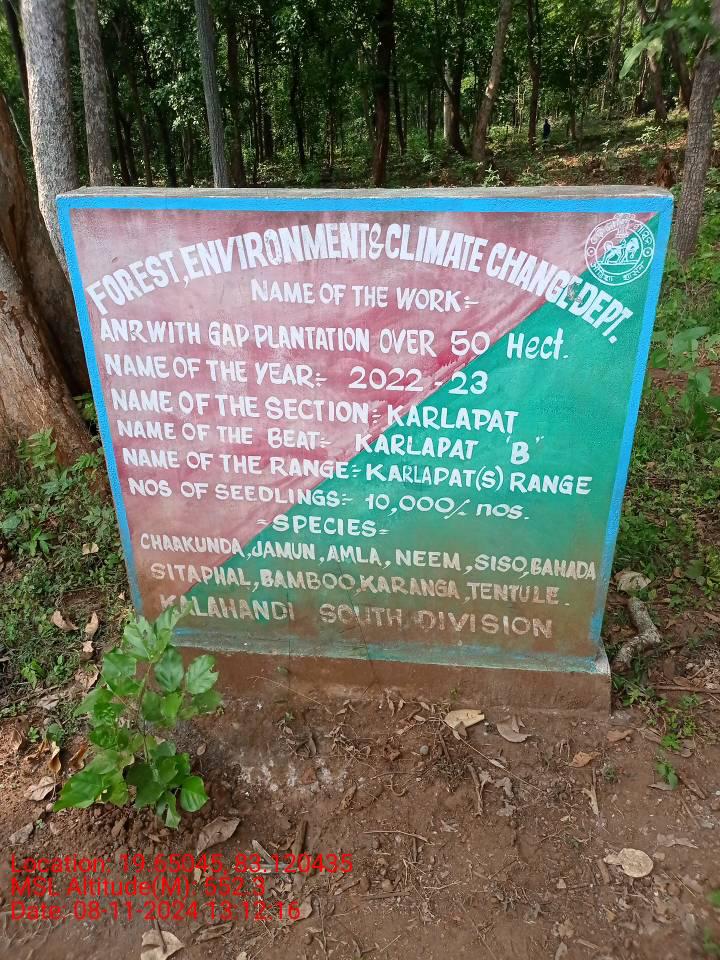 FOREST, ENVIRONMENT & CLIMATE CHANGE DEPT.
NAME OF THE WORK:-
ANR WITH GAP PLANTATION OVER 50 Hect.
NAME OF THE YEAR:- 2022-23
NAME OF THE SECTION:- KARLAPAT
NAME OF THE BEAT:- KARLAPAT "B"
NAME OF THE RANGE:- KARLAPAT(S) RANGE
NOS OF SEEDLINGS:- 10,000/- nos.
=SPECIES=
CHAAKUNDA, JAMUN, AMLA, NEEM, SISO, BAHADA
SITAPHAL, BAMBOO, KARANGA, TENTULE.
KALAHANDI SOUTH DIVISION
Location: 19.65045, 83.120435
MSL Altitude(M): 552.3
Date: 08-11-2024 13:12:16